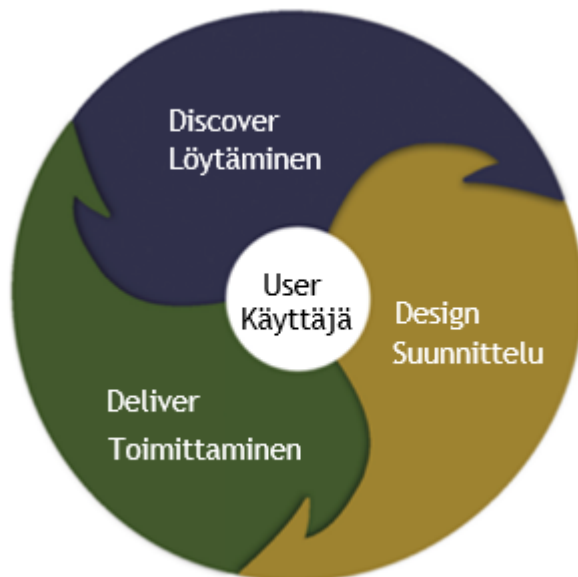 Discover
Löytäminen
User
Käyttäjä
Design
Suunnittelu
Deliver
Toimittaminen